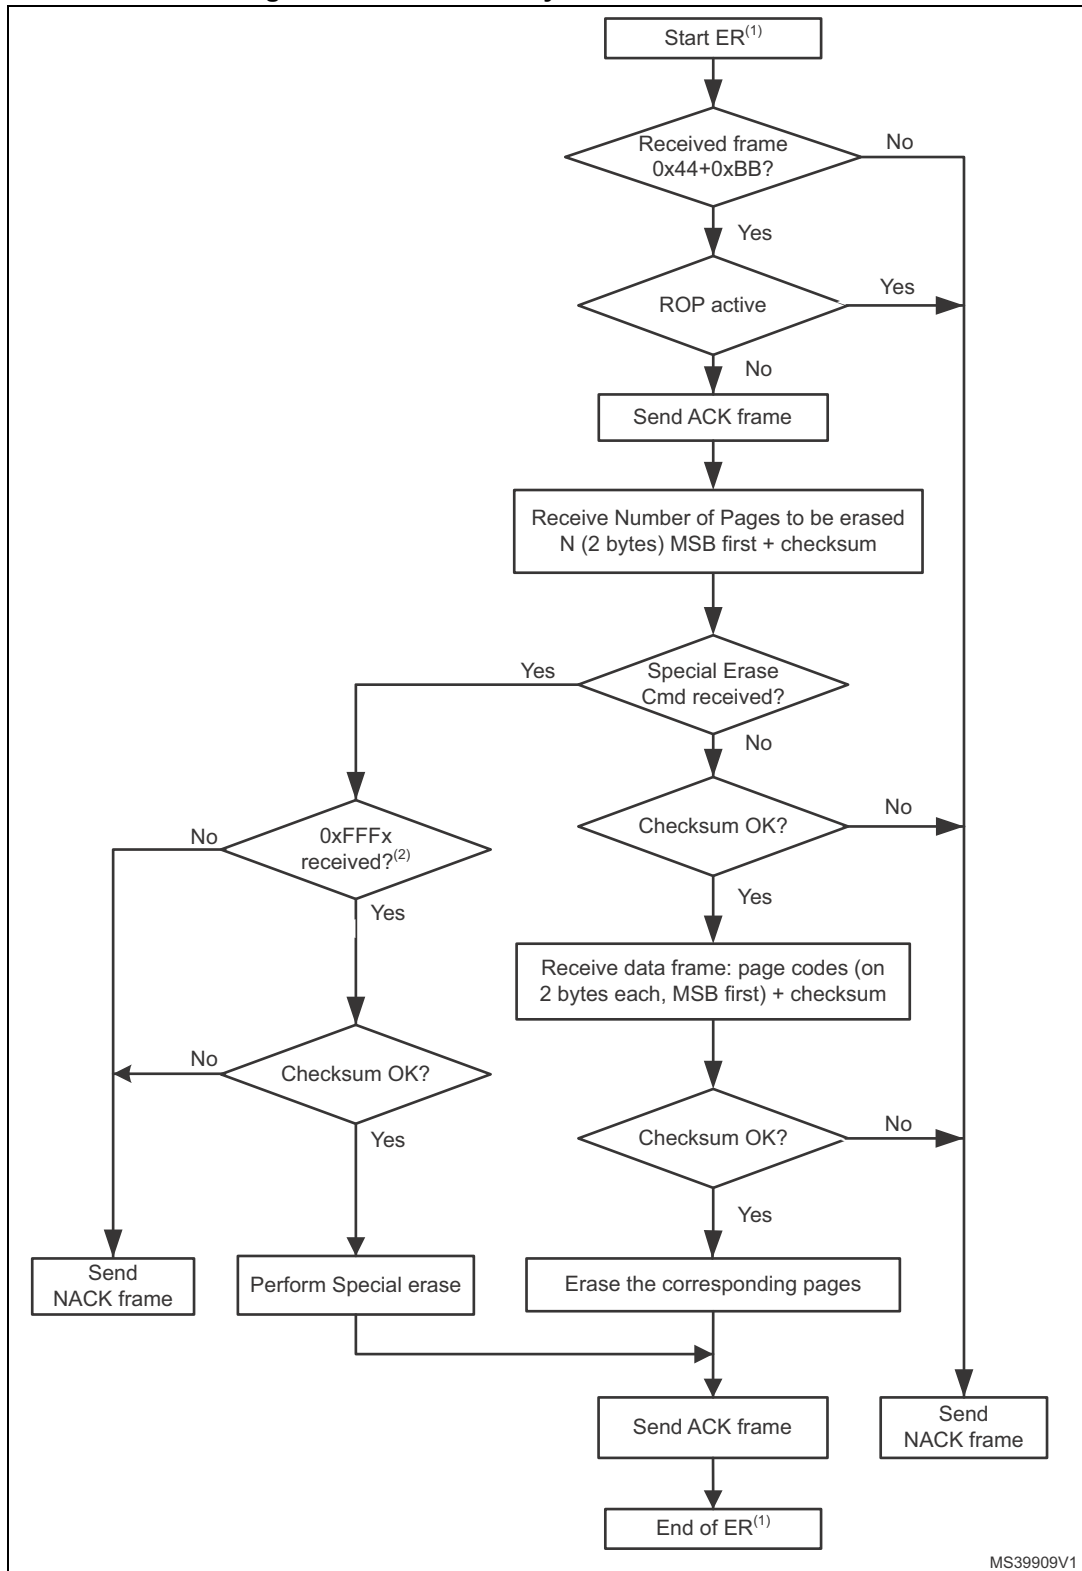 Start ER(1)
Received frame
0x44+0xBB?
No
Yes
ROP active
Yes
No
Send ACK frame
Receive Number of Pages to be erased
N (2 bytes) MSB first + checksum
Yes
Special Erase
Cmd received?
No
No
0xFFFx
received?(2)
Yes
Checksum OK?
No
Yes
Receive data frame: page codes (on
2 bytes each, MSB first) + checksum
No
Checksum OK?
Yes
Checksum OK?
No
Yes
Send
NACK frame
Perform Special erase
Erase the corresponding pages
Send ACK frame
Send
NACK frame
End of ER(1)
MS39909V1